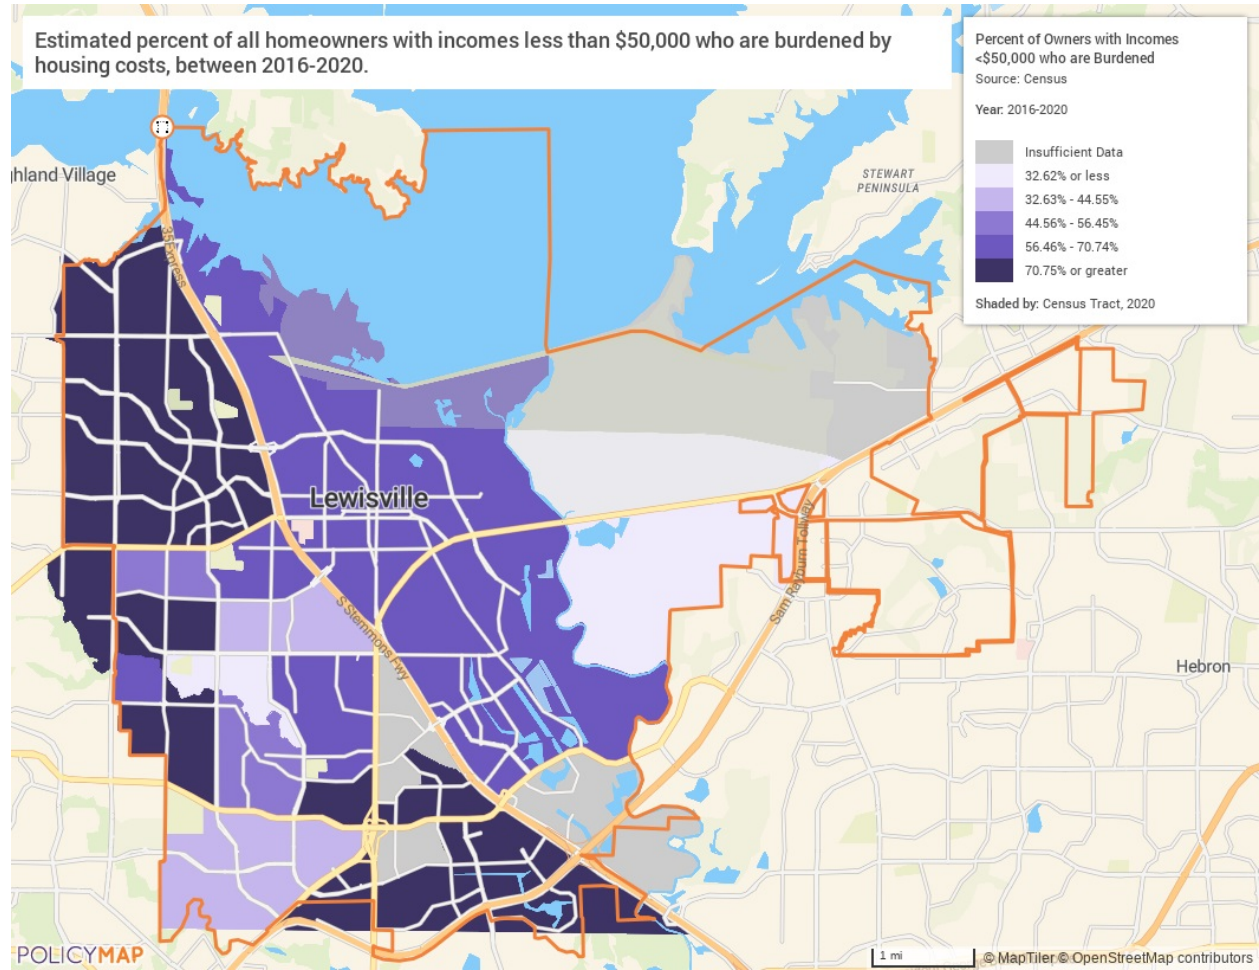 Estimated percent of all homeowners with incomes less than $50,000 who are burdened by
housing costs, between 2016-2020.
Percent of Owners with Incomes
<$50,000 who are Burdened
Source: Census
Year: 2016-2020
Insufficient Data
32.62% or less
32.63% - 44.55%
44.56% - 56.45%
56.46% - 70.74%
70.75% or greater
Shaded by: Census Tract, 2020
hland Village
STEWART
PENINSULA
35Express
Lewisville
S Stemmons Fwy
Sam Rayburn Tollway
Hebron
POLICYMAP
1 mi
© MapTiler © OpenStreetMap contributors